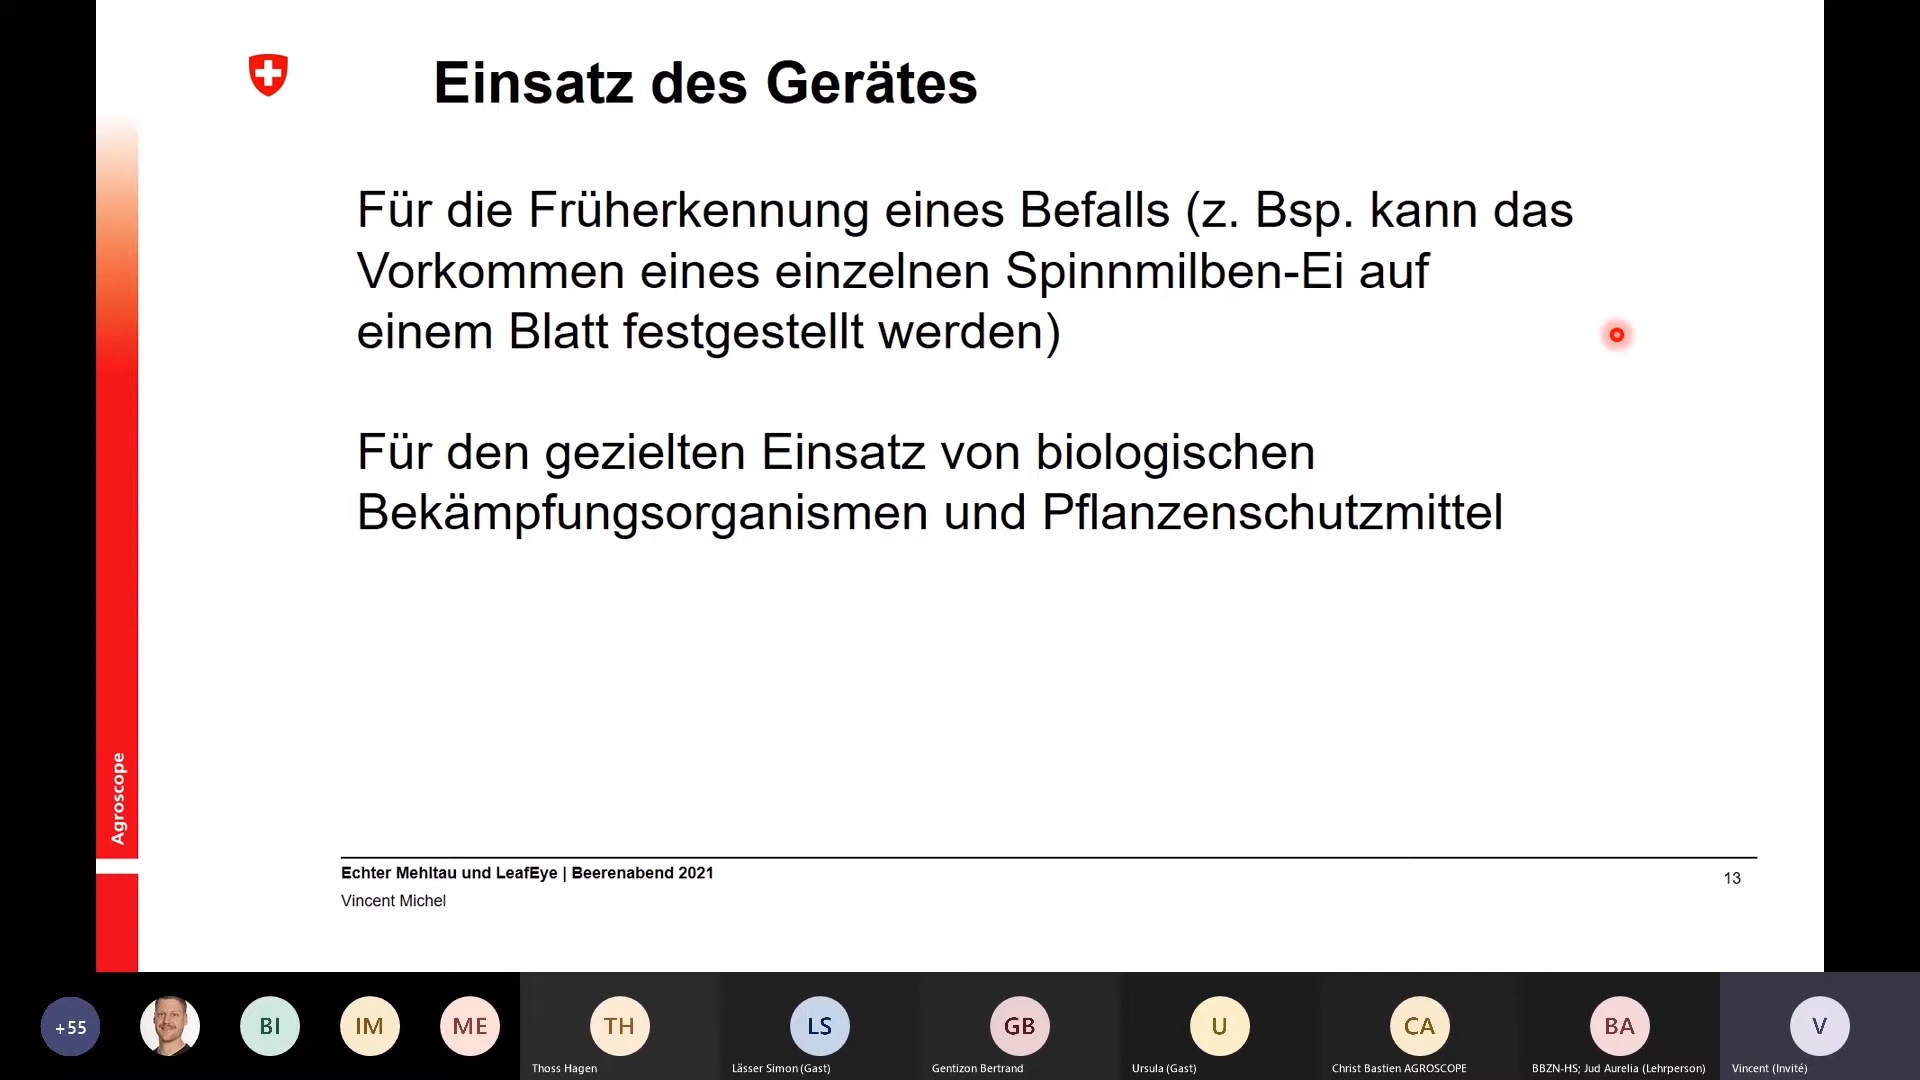 Einsatz des Gerätes
Für die Früherkennung eines Befalls (z. Bsp. kann das
Vorkommen eines einzelnen Spinnmilben-Ei auf
einem Blatt festgestellt werden)
Für den gezielten Einsatz von biologischen
Bekämpfungsorganismen und Pflanzenschutzmittel
Agroscope
Echter Mehltau und LeafEye | Beerenabend 2021
13
Vincent Michel
+55
BI
IM
ME
TH
LS
GB
U
CA
BA
V
Thoss Hagen
Lässer Simon (Gast)
Gentizon Bertrand
Ursula (Gast)
Christ Bastien AGROSCOPE
BBZN-HS; Jud Aurelia (Lehrperson)
Vincent (Invité)